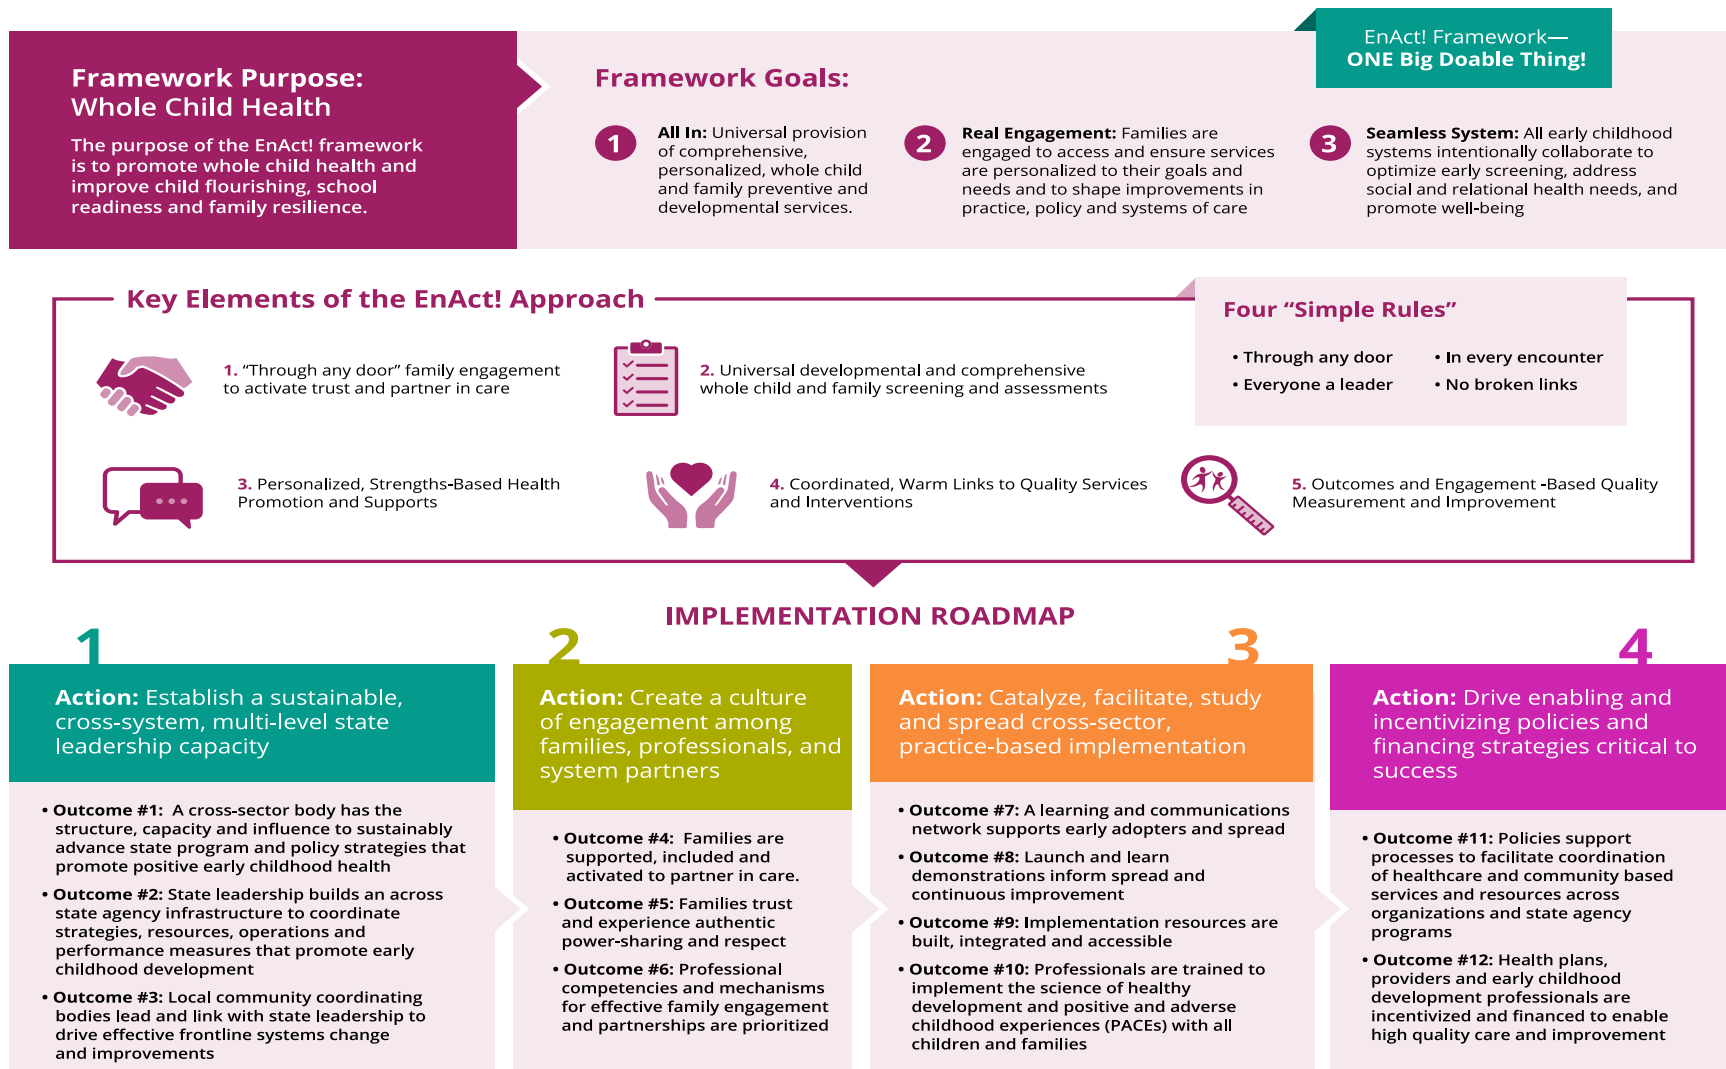 EnAct! Framework—
ONE Big Doable Thing!
Framework Purpose:
Whole Child Health
The purpose of the EnAct! framework
is to promote whole child health and
improve child flourishing, school
readiness and family resilience.
Framework Goals:
1
All In: Universal provision
of comprehensive,
personalized, whole child
and family preventive and
developmental services.
2
Real Engagement: Families are
engaged to access and ensure services
are personalized to their goals and
needs and to shape improvements in
practice, policy and systems of care
3
Seamless System: All early childhood
systems intentionally collaborate to
optimize early screening, address
social and relational health needs, and
promote well-being
Key Elements of the EnAct! Approach
1. “Through any door” family engagement
to activate trust and partner in care
2. Universal developmental and comprehensive
whole child and family screening and assessments
Four “Simple Rules”
• Through any door
• In every encounter
• Everyone a leader
• No broken links
3. Personalized, Strengths-Based Health
Promotion and Supports
4. Coordinated, Warm Links to Quality Services
and Interventions
5. Outcomes and Engagement -Based Quality
Measurement and Improvement
IMPLEMENTATION ROADMAP
1
Action: Establish a sustainable,
cross-system, multi-level state
leadership capacity
• Outcome #1: A cross-sector body has the
structure, capacity and influence to sustainably
advance state program and policy strategies that
promote positive early childhood health
• Outcome #2: State leadership builds an across
state agency infrastructure to coordinate
strategies, resources, operations and
performance measures that promote early
childhood development
• Outcome #3: Local community coordinating
bodies lead and link with state leadership to
drive effective frontline systems change
and improvements
2
Action: Create a culture
of engagement among
families, professionals, and
system partners
• Outcome #4: Families are
supported, included and
activated to partner in care.
• Outcome #5: Families trust
and experience authentic
power-sharing and respect
• Outcome #6: Professional
competencies and mechanisms
for effective family engagement
and partnerships are prioritized
3
Action: Catalyze, facilitate, study
and spread cross-sector,
practice-based implementation
• Outcome #7: A learning and communications
network supports early adopters and spread
• Outcome #8: Launch and learn
demonstrations inform spread and
continuous improvement
• Outcome #9: Implementation resources are
built, integrated and accessible
• Outcome #10: Professionals are trained to
implement the science of healthy
development and positive and adverse
childhood experiences (PACEs) with all
children and families
4
Action: Drive enabling and
incentivizing policies and
financing strategies critical to
success
• Outcome #11: Policies support
processes to facilitate coordination
of healthcare and community based
services and resources across
organizations and state agency
programs
• Outcome #12: Health plans,
providers and early childhood
development professionals are
incentivized and financed to enable
high quality care and improvement